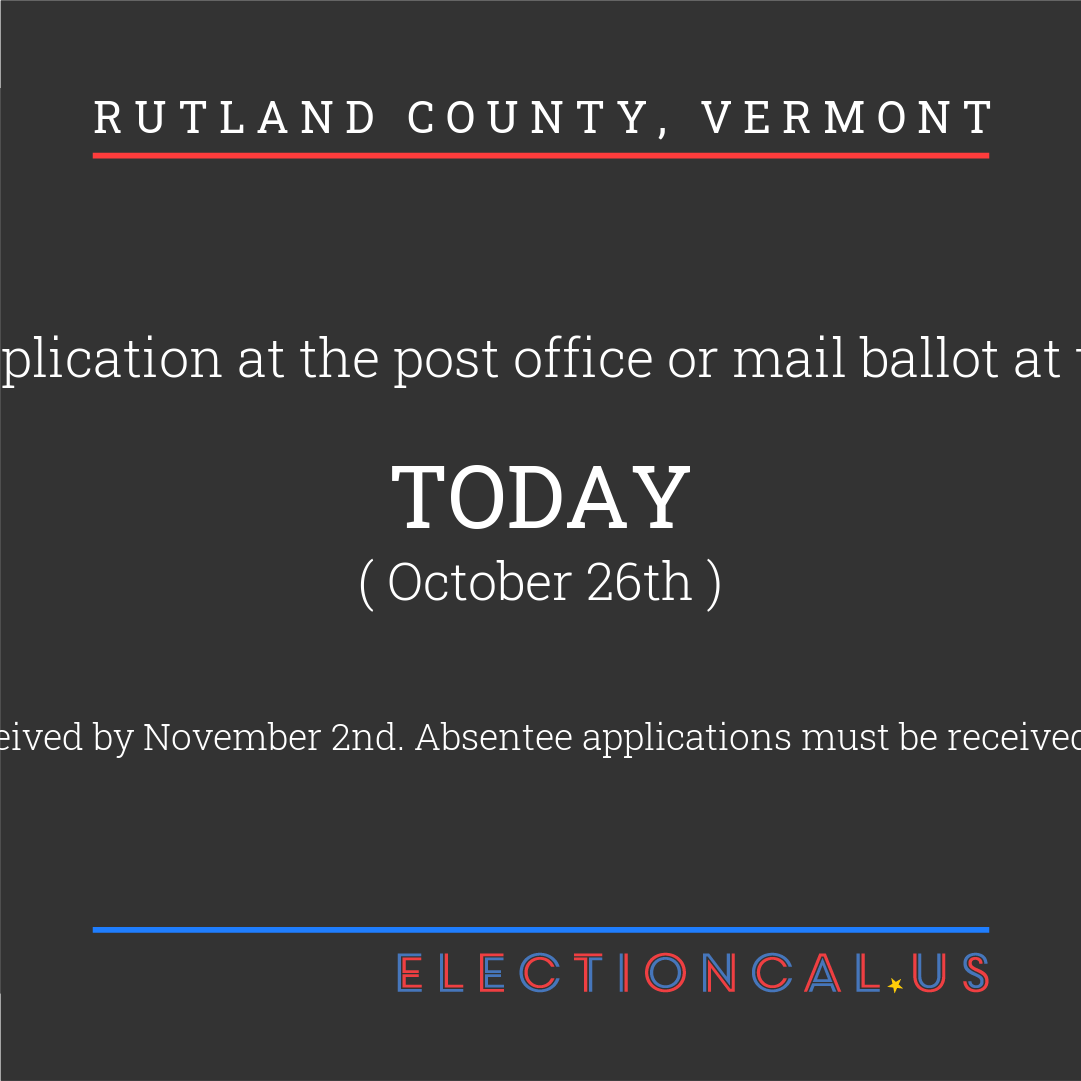 RUTLAND COUNTY, VERMONT
plication at the post office or mail ballot at
TODAY
( October 26th )
eived by November 2nd. Absentee applications must be received
ELECTIONCAL.US